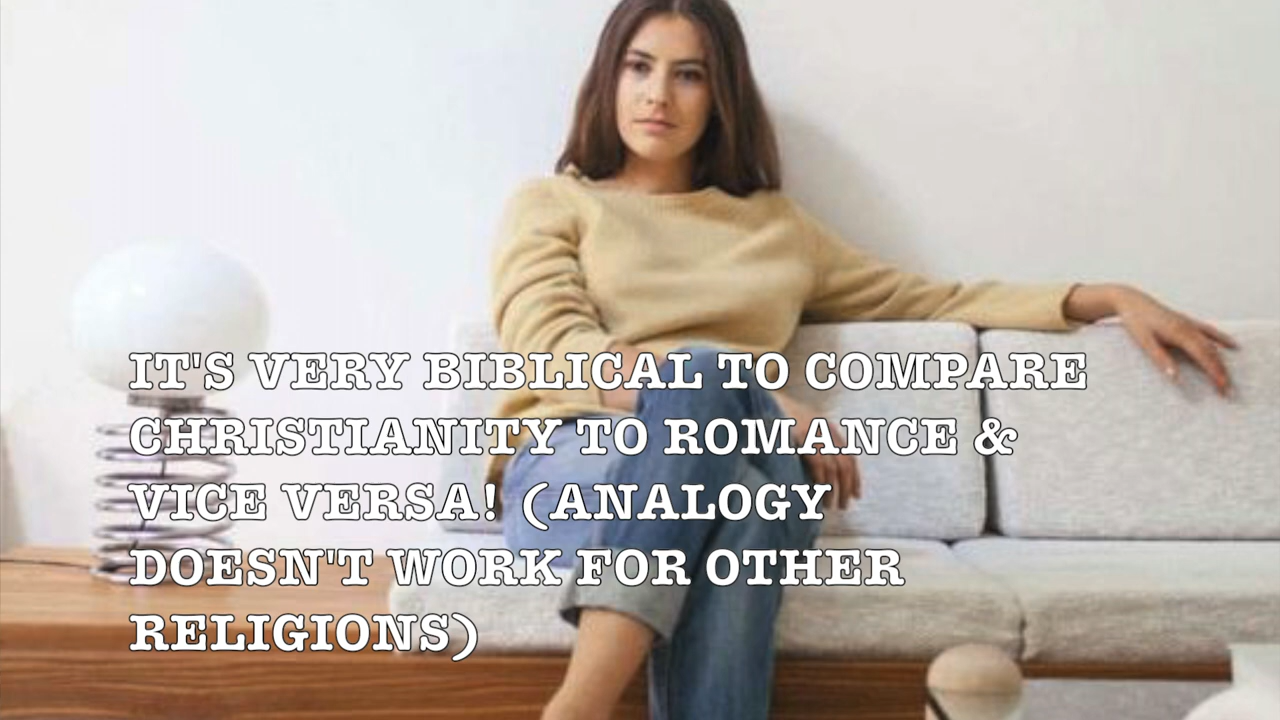 IT'S VERY BIBLICAL TO COMPARE
CHRISTIANITY TO ROMANCE &
VICE VERSA! (ANALOGY
DOESN'T WORK FOR OTHER
RELIGIONS)